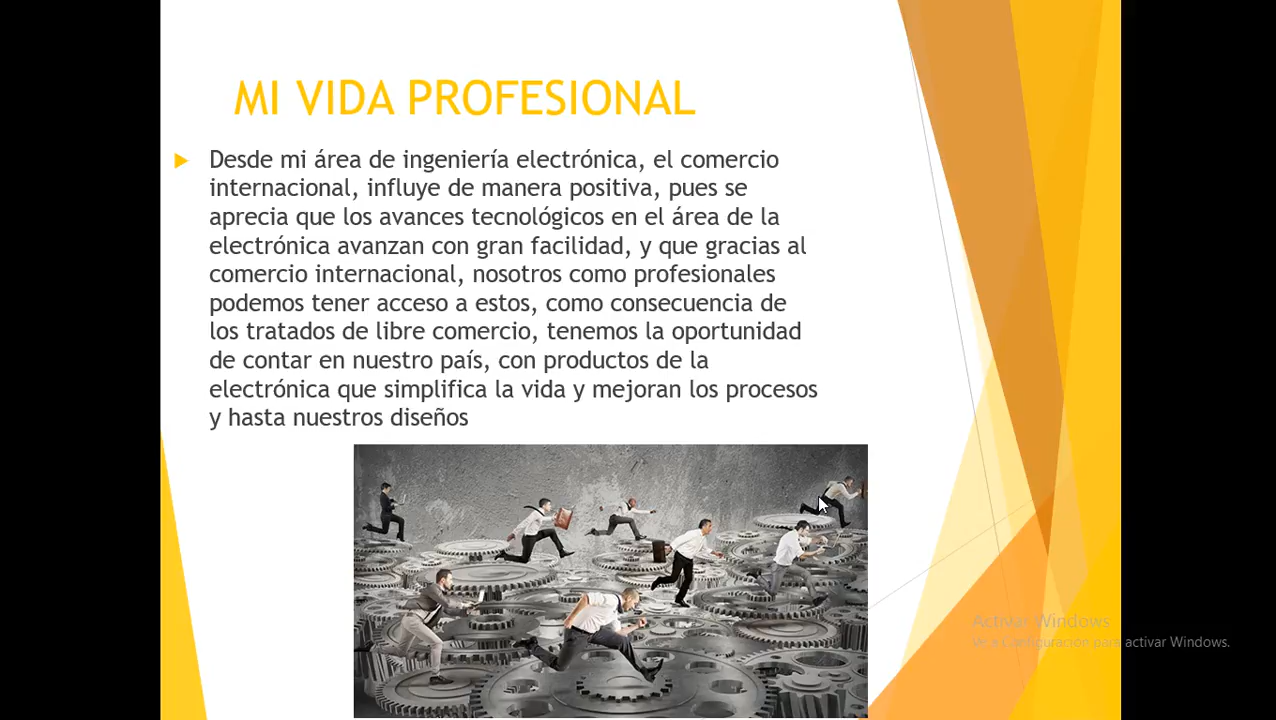 MI VIDA PROFESIONAL
Desde mi área de ingeniería electrónica, el comercio
internacional, influye de manera positiva, pues se
aprecia que los avances tecnológicos en el área de la
electrónica avanzan con gran facilidad, y que gracias al
comercio internacional, nosotros como profesionales
podemos tener acceso a estos, como consecuencia de
los tratados de libre comercio, tenemos la oportunidad
de contar en nuestro país, con productos de la
electrónica que simplifica la vida y mejoran los procesos
y hasta nuestros diseños
Activar Windows
Ve a Configuración para activar Windows.